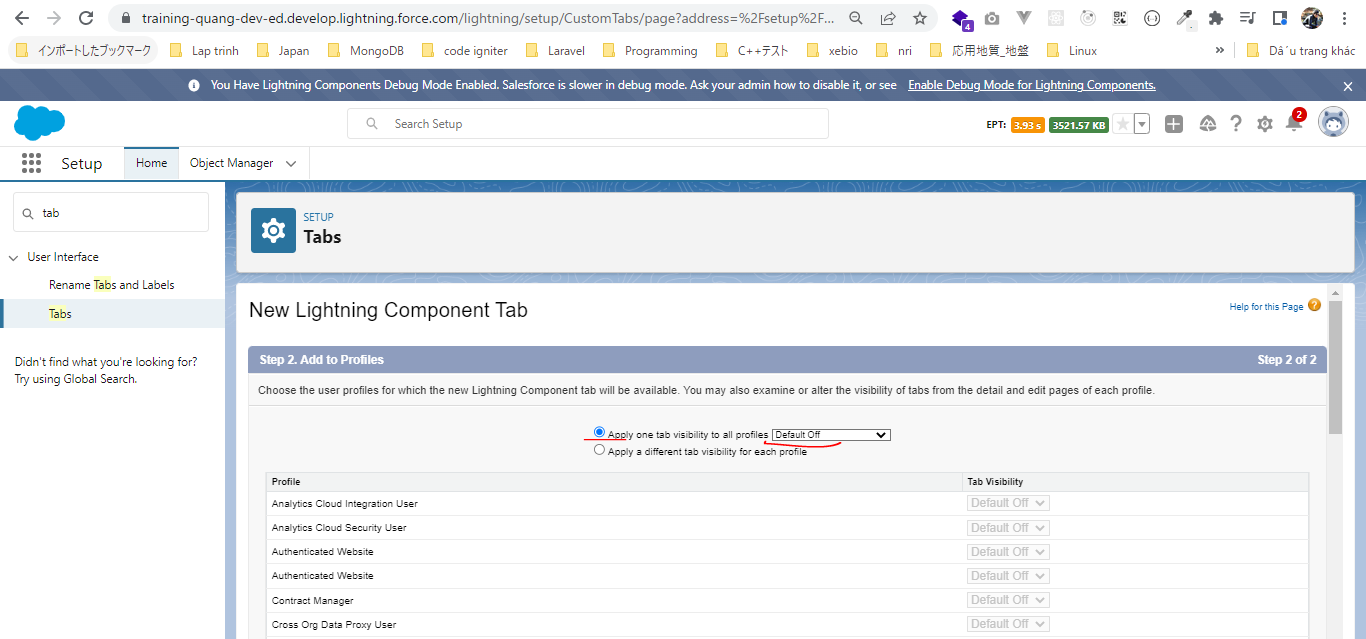 training-quang-dev-ed.develop.lightning.force.com/lightning/setup/CustomTabs/page?address=%2Fsetup%2F...
4
インポートしたブックマーク Lap trinh Japan MongoDB code igniter Laravel Programming C++テスト xebio nri 応用地質_地盤 Linux » Dấu trang khác
You Have Lightning Components Debug Mode Enabled. Salesforce is slower in debug mode. Ask your admin how to disable it, or see Enable Debug Mode for Lightning Components.
Search Setup
EPT: 3.93 s 3521.57 KB 2
Setup Home Object Manager
tab
User Interface
Rename Tabs and Labels
Tabs
Didn't find what you're looking for?
Try using Global Search.
SETUP
Tabs
New Lightning Component Tab
Help for this Page ?
Step 2. Add to Profiles Step 2 of 2
Choose the user profiles for which the new Lightning Component tab will be available. You may also examine or alter the visibility of tabs from the detail and edit pages of each profile.
Apply one tab visibility to all profiles Default Off
Apply a different tab visibility for each profile
Profile Tab Visibility
Analytics Cloud Integration User Default Off
Analytics Cloud Security User Default Off
Authenticated Website Default Off
Authenticated Website Default Off
Contract Manager Default Off
Cross Org Data Proxy User Default Off